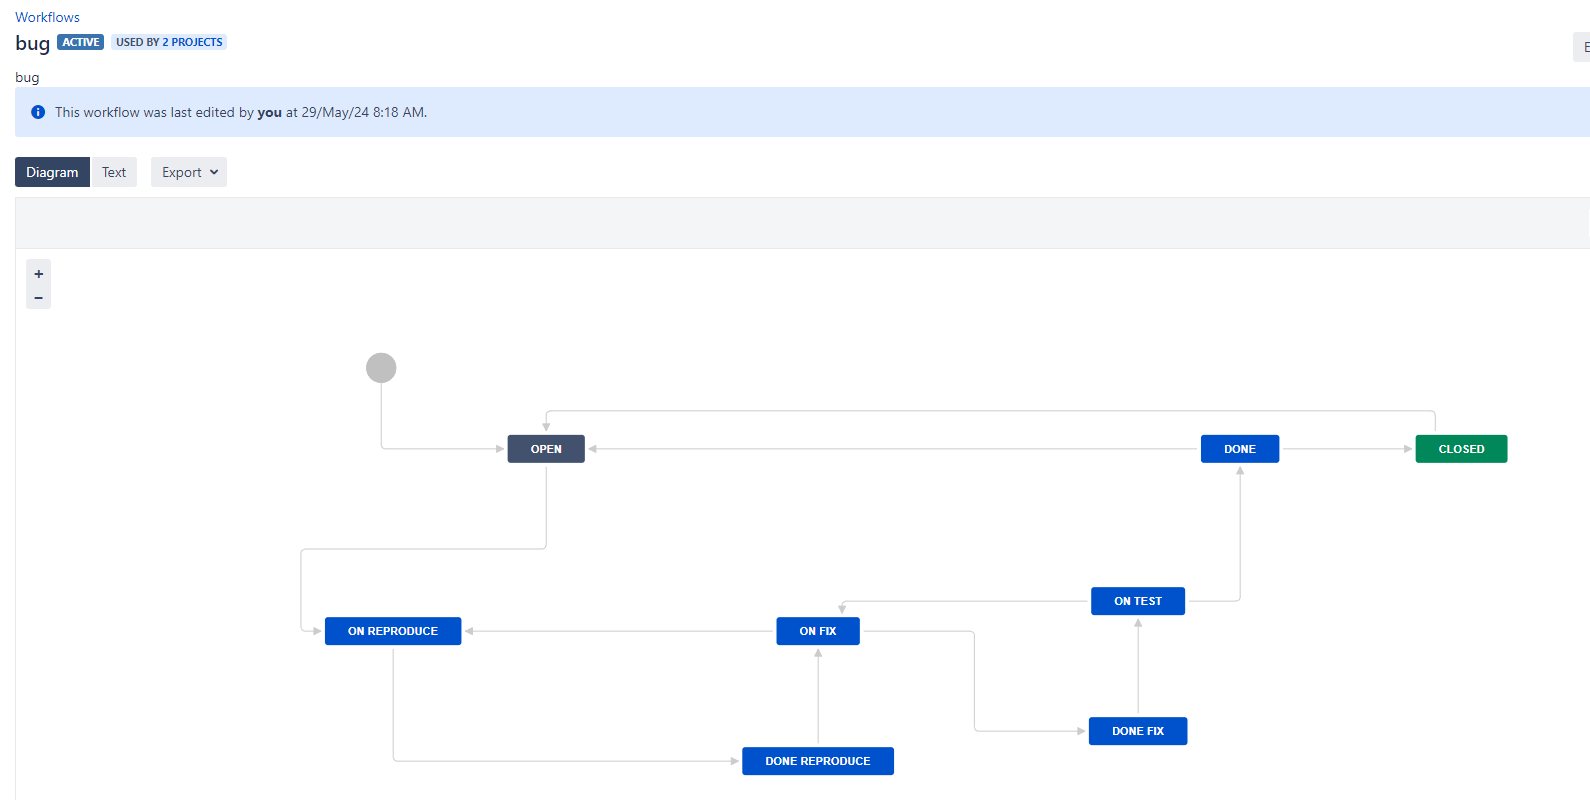 Workflows
bug ACTIVE USED BY 2 PROJECTS
bug
This workflow was last edited by you at 29/May/24 8:18 AM.
Diagram Text Export
+
−
OPEN DONE CLOSED
ON TEST
ON REPRODUCE ON FIX
DONE FIX
DONE REPRODUCE